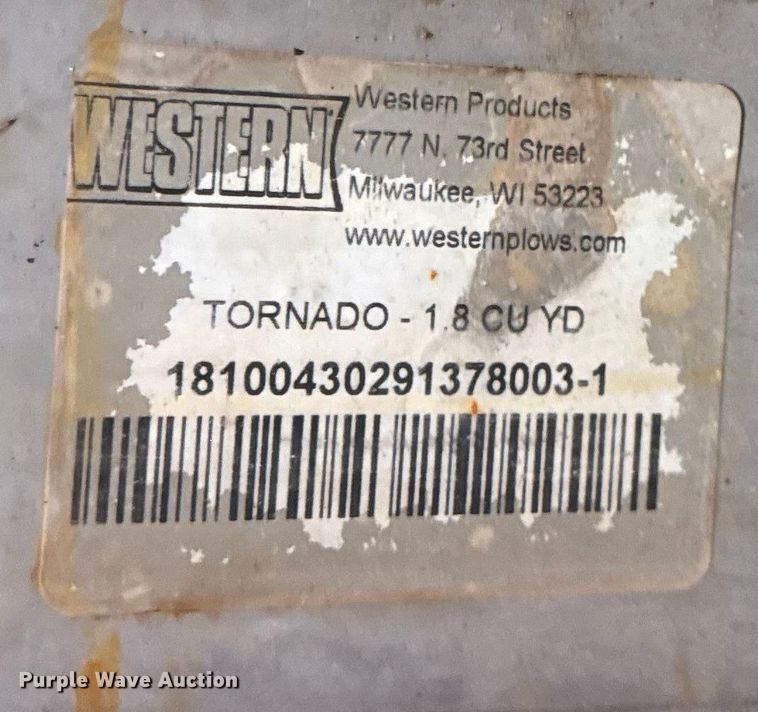 WESTERN
Western Products
7777 N. 73rd Street
Milwaukee, WI 53223
www.westernplows.com
TORNADO - 1.8 CU YD
18100430291378003-1
Purple Wave Auction